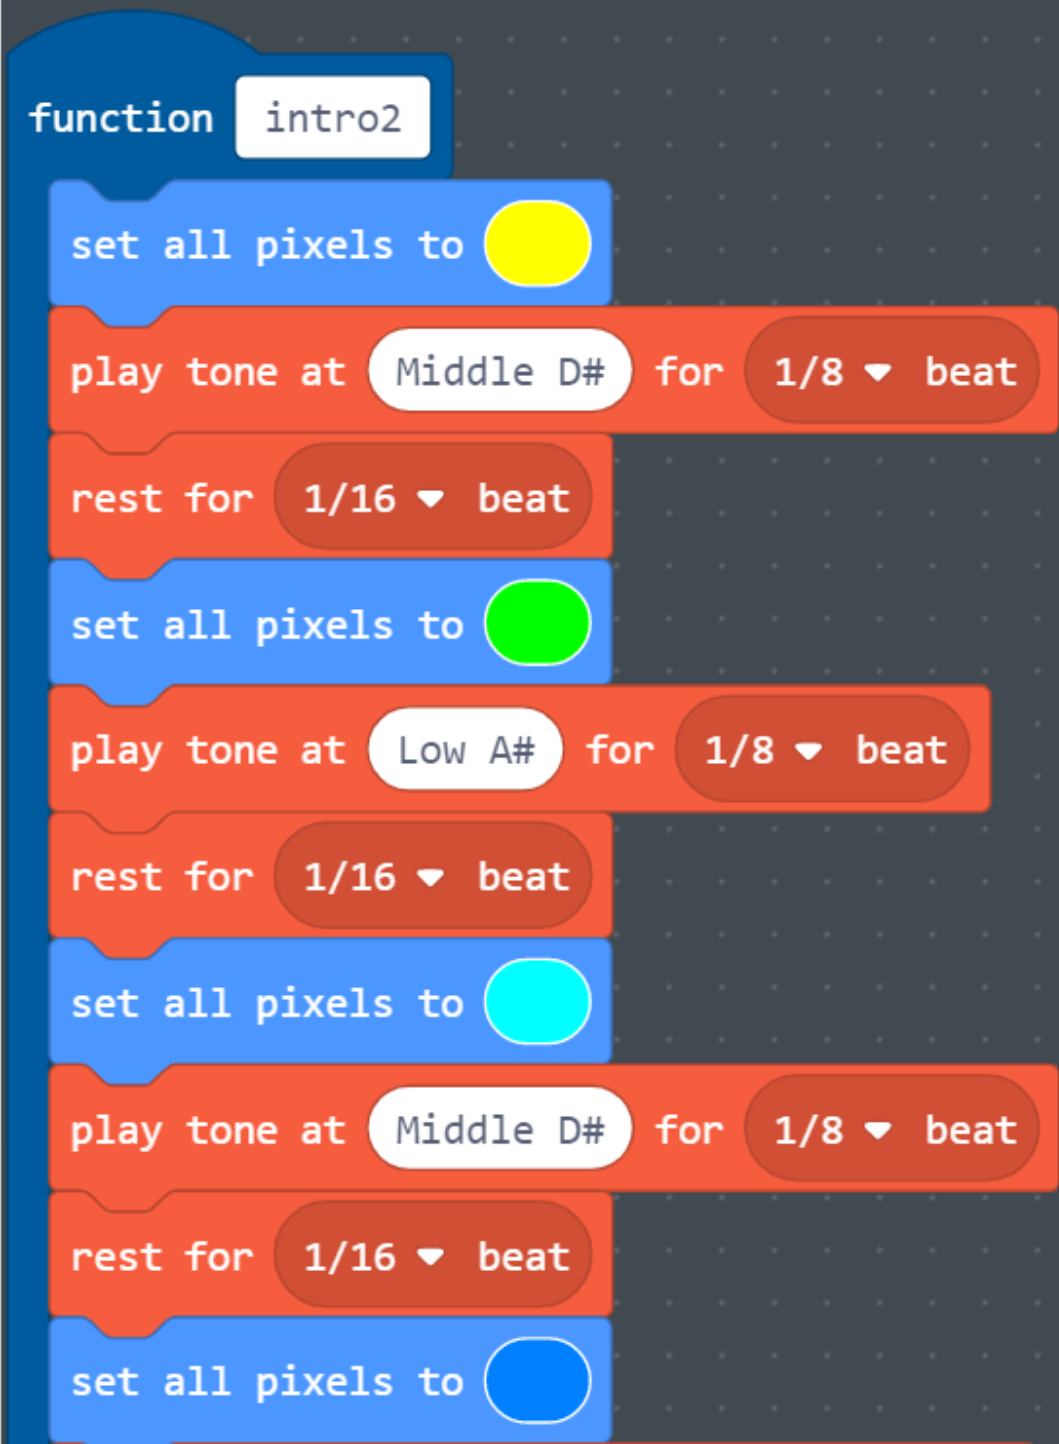 function intro2
set all pixels to
play tone at Middle D# for 1/8 beat
rest for 1/16 beat
set all pixels to
play tone at Low A# for 1/8 beat
rest for 1/16 beat
set all pixels to
play tone at Middle D# for 1/8 beat
rest for 1/16 beat
set all pixels to